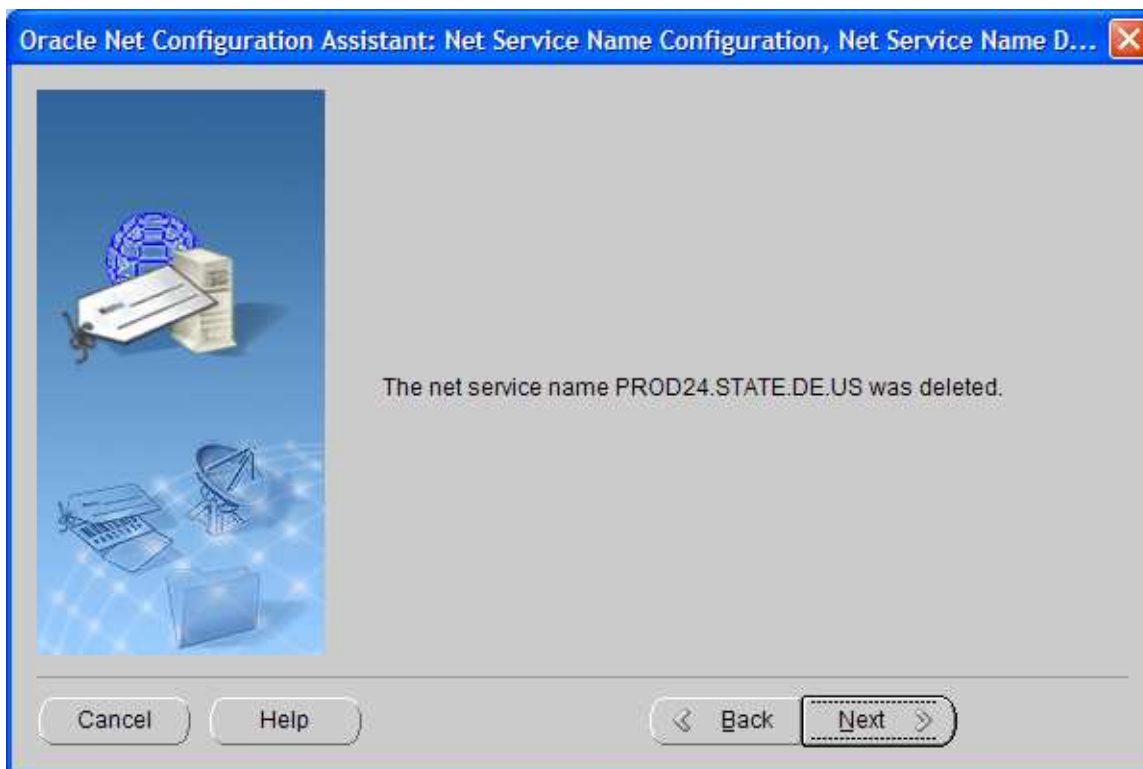 Oracle Net Configuration Assistant: Net Service Name Configuration, Net Service Name D...
The net service name PROD24.STATE.DE.US was deleted.
Cancel
Help
Back
Next